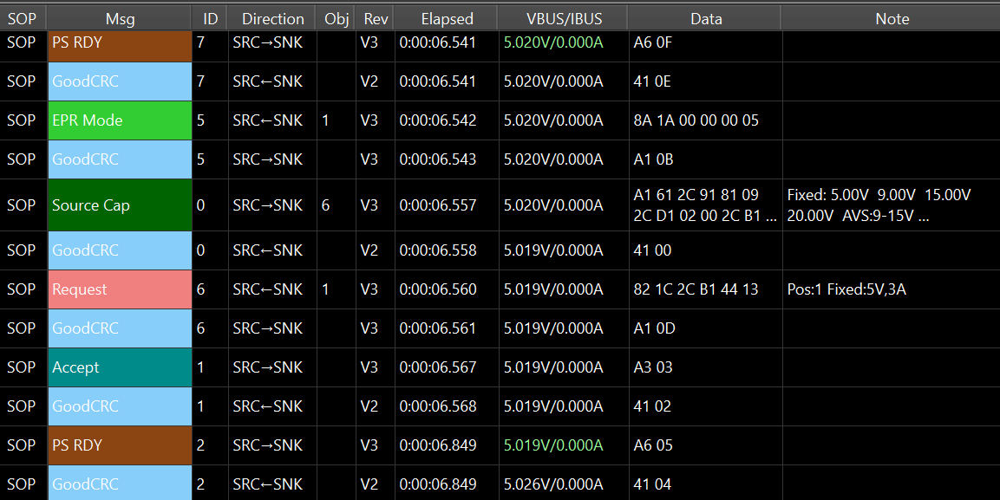 SOP Msg ID Direction Obj Rev Elapsed VBUS/IBUS Data Note
SOP PS RDY 7 SRC→SNK V3 0:00:06.541 5.020V/0.000A A6 0F
SOP GoodCRC 7 SRC←SNK V2 0:00:06.541 5.020V/0.000A 41 0E
SOP EPR Mode 5 SRC←SNK 1 V3 0:00:06.542 5.020V/0.000A 8A 1A 00 00 00 05
SOP GoodCRC 5 SRC→SNK V3 0:00:06.543 5.020V/0.000A A1 0B
SOP Source Cap 0 SRC→SNK 6 V3 0:00:06.557 5.020V/0.000A A1 61 2C 91 81 09 Fixed: 5.00V 9.00V 15.00V
2C D1 02 00 2C B1 ... 20.00V AVS:9-15V ...
SOP GoodCRC 0 SRC←SNK V2 0:00:06.558 5.019V/0.000A 41 00
SOP Request 6 SRC←SNK 1 V3 0:00:06.560 5.019V/0.000A 82 1C 2C B1 44 13 Pos:1 Fixed:5V,3A
SOP GoodCRC 6 SRC→SNK V3 0:00:06.561 5.019V/0.000A A1 0D
SOP Accept 1 SRC→SNK V3 0:00:06.567 5.019V/0.000A A3 03
SOP GoodCRC 1 SRC←SNK V2 0:00:06.568 5.019V/0.000A 41 02
SOP PS RDY 2 SRC→SNK V3 0:00:06.849 5.019V/0.000A A6 05
SOP GoodCRC 2 SRC←SNK V2 0:00:06.849 5.026V/0.000A 41 04